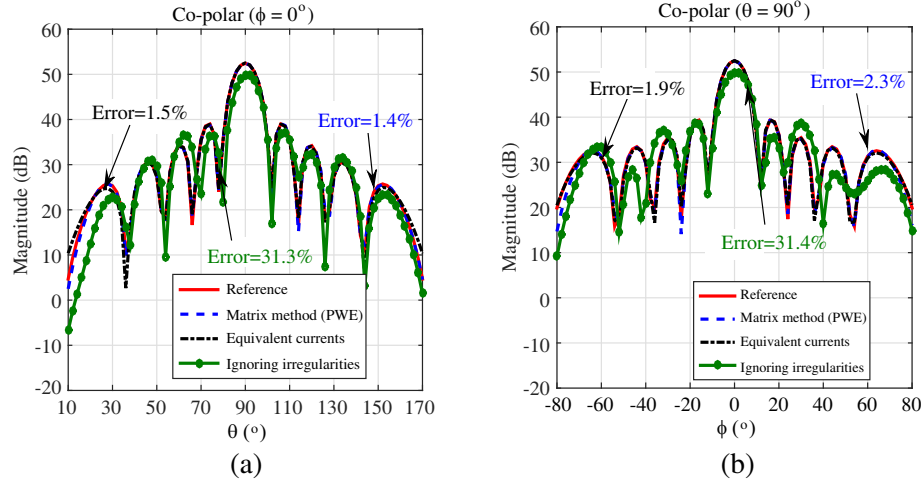 Co-polar (ϕ = 0°)
60
50
40
30
20
10
0
-10
-20
Magnitude (dB)
Error=1.5%
Error=1.4%
Error=31.3%
Reference
Matrix method (PWE)
Equivalent currents
Ignoring irregularities
10 30 50 70 90 110 130 150 170
θ (°)
(a)
Co-polar (θ = 90°)
60
50
40
30
20
10
0
-10
-20
Magnitude (dB)
Error=1.9%
Error=2.3%
Error=31.4%
Reference
Matrix method (PWE)
Equivalent currents
Ignoring irregularities
-80 -60 -40 -20 0 20 40 60 80
ϕ (°)
(b)